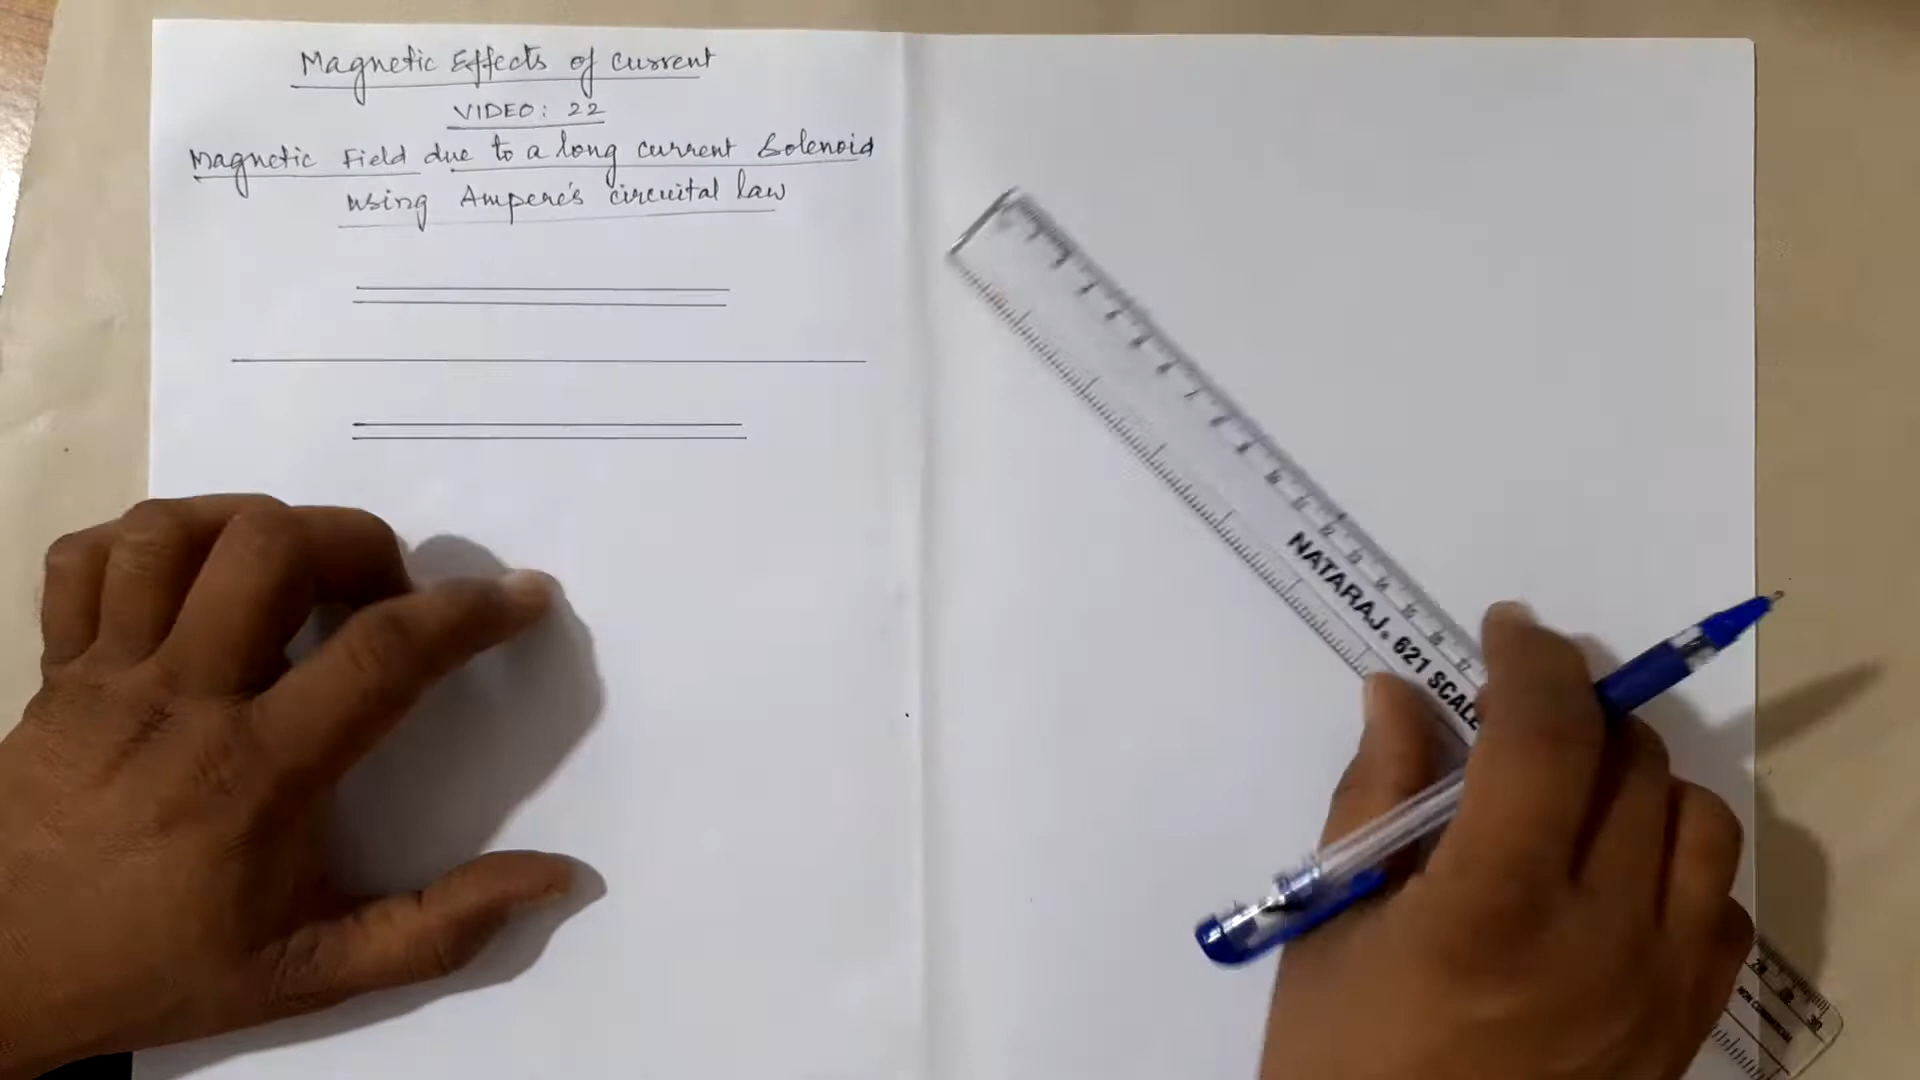 Magnetic Effects of current
VIDEO: 22
Magnetic Field due to a long current Solenoid
using Ampere's circuital law
NATARAJ 621 SCALE